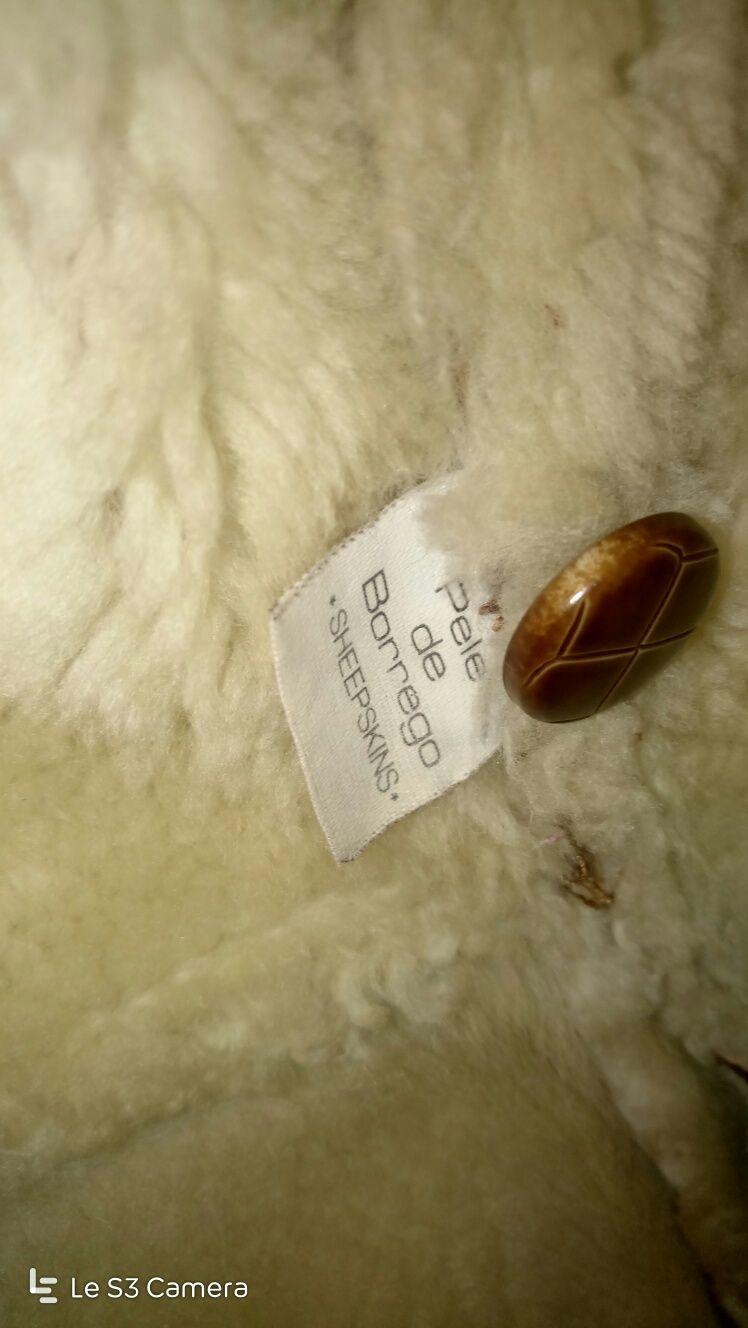 Pele
de
Borrego
*SHEEPSKINS*
Le S3 Camera